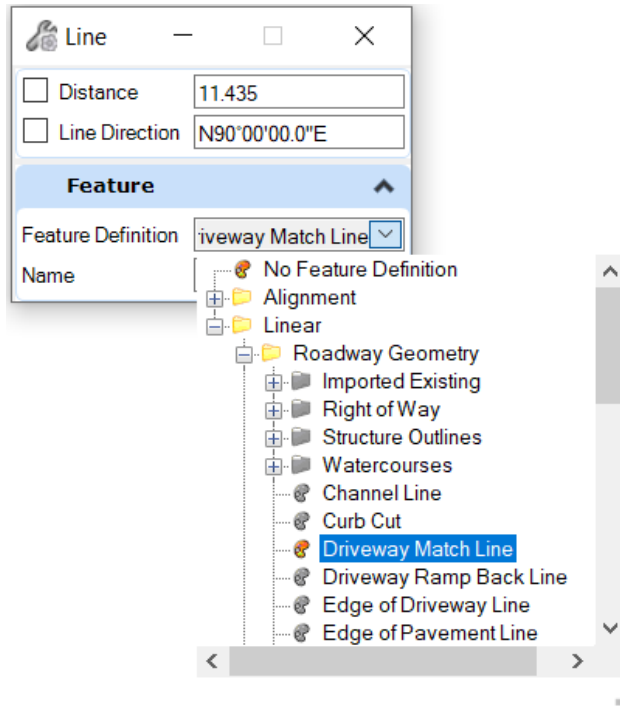 Line
Distance 11.435
Line Direction N90°00'00.0"E
Feature
Feature Definition iveway Match Line
Name
No Feature Definition
Alignment
Linear
Roadway Geometry
Imported Existing
Right of Way
Structure Outlines
Watercourses
Channel Line
Curb Cut
Driveway Match Line
Driveway Ramp Back Line
Edge of Driveway Line
Edge of Pavement Line